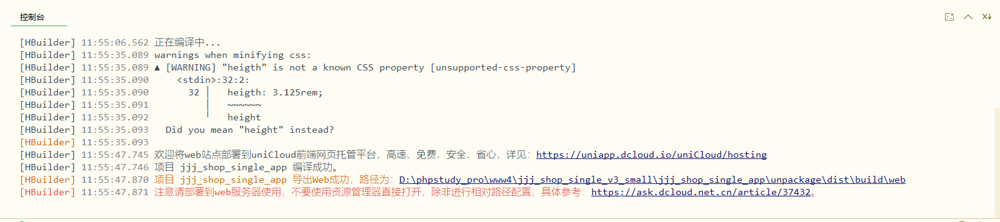 控制台
[HBuilder] 11:55:06.562 正在编译中...
[HBuilder] 11:55:35.089 warnings when minifying css:
[HBuilder] 11:55:35.089 ▲ [WARNING] "heigth" is not a known CSS property [unsupported-css-property]
[HBuilder] 11:55:35.090     <stdin>:32:2:
[HBuilder] 11:55:35.090       32 │   heigth: 3.125rem;
[HBuilder] 11:55:35.091          │   ~~~~~~
[HBuilder] 11:55:35.092          ╵   height
[HBuilder] 11:55:35.093   Did you mean "height" instead?
[HBuilder] 11:55:35.093
[HBuilder] 11:55:47.745 欢迎将web站点部署到uniCloud前端网页托管平台，高速、免费、安全、省心，详见：https://uniapp.dcloud.io/uniCloud/hosting
[HBuilder] 11:55:47.746 项目 jjj_shop_single_app 编译成功。
[HBuilder] 11:55:47.870 项目 jjj_shop_single_app 导出Web成功，路径为：D:\phpstudy_pro\www4\jjj_shop_single_v3_small\jjj_shop_single_app\unpackage\dist\build\web
[HBuilder] 11:55:47.871 注意请部署到web服务器使用，不要使用资源管理器直接打开，除非进行相对路径配置，具体参考：https://ask.dcloud.net.cn/article/37432。